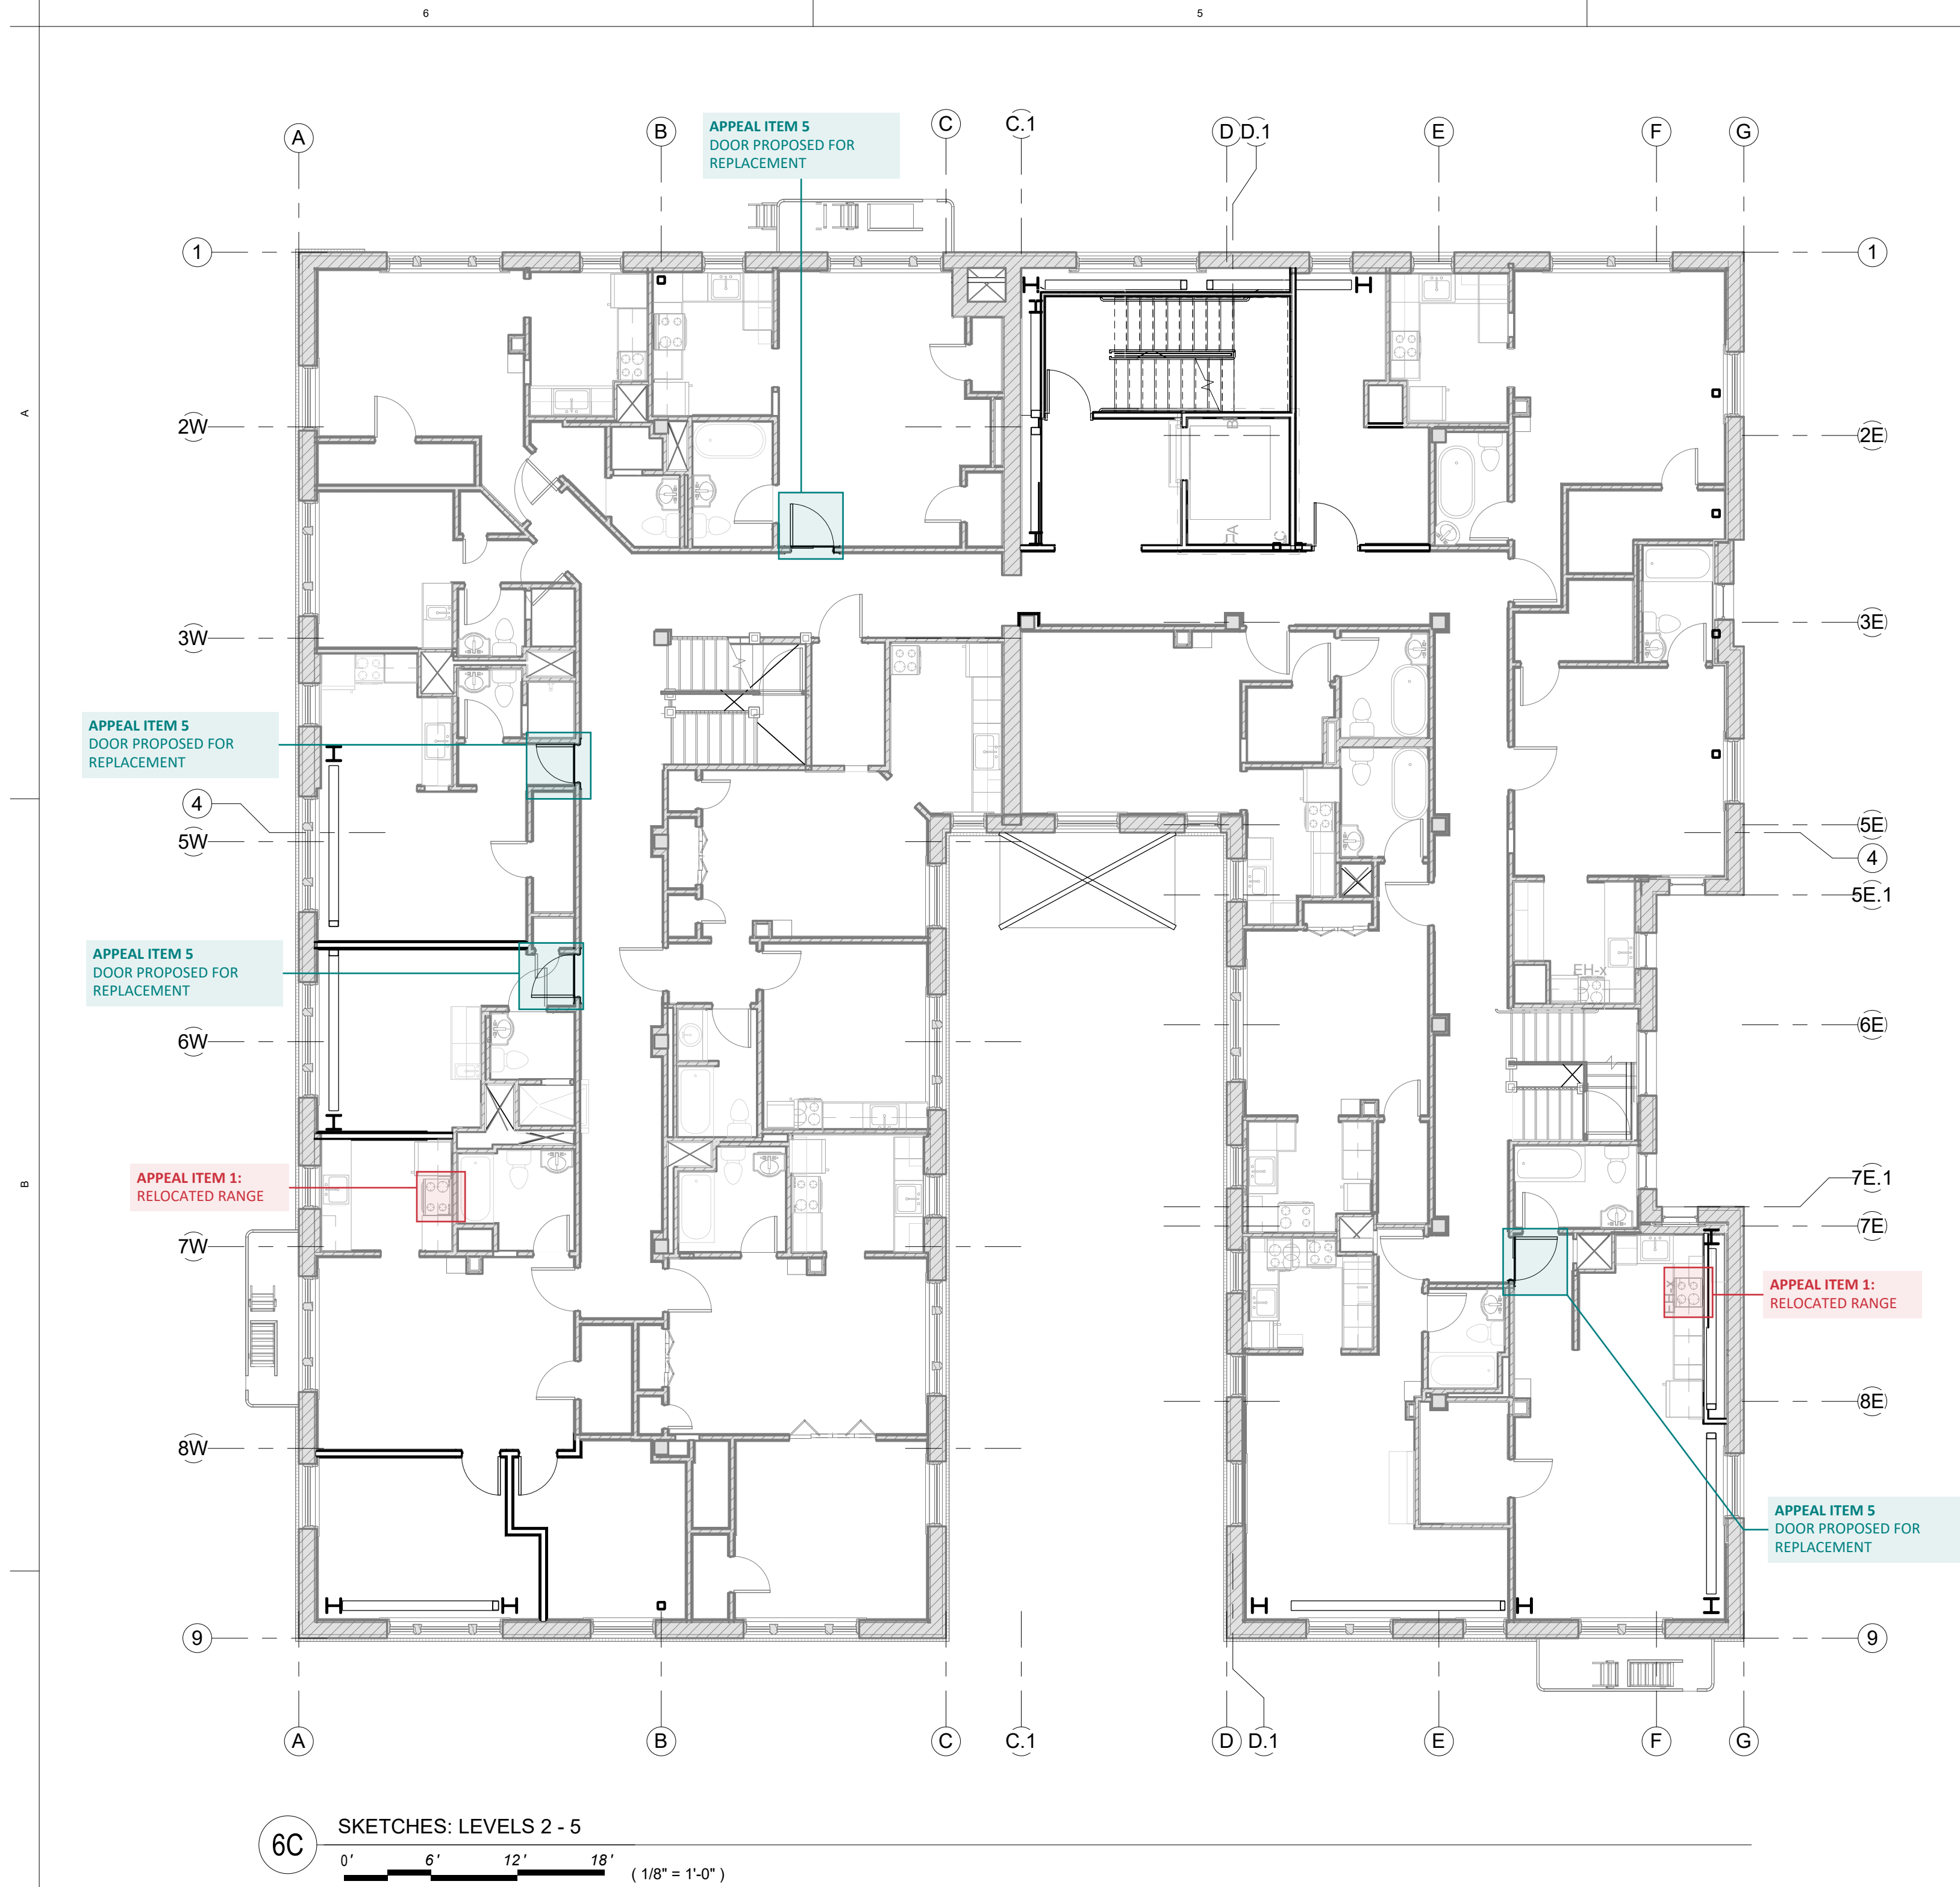 6
5
A
B
A
B
C
C.1
D
D.1
E
F
G
APPEAL ITEM 5
DOOR PROPOSED FOR
REPLACEMENT
1
1
2W
2E
3W
3E
APPEAL ITEM 5
DOOR PROPOSED FOR
REPLACEMENT
4
5W
5E
4
5E.1
APPEAL ITEM 5
DOOR PROPOSED FOR
REPLACEMENT
EH-x
6W
6E
APPEAL ITEM 1:
RELOCATED RANGE
7E.1
7W
7E
APPEAL ITEM 1:
RELOCATED RANGE
EH-x
8E
8W
APPEAL ITEM 5
DOOR PROPOSED FOR
REPLACEMENT
9
9
A
B
C
C.1
D
D.1
E
F
G
6C
SKETCHES: LEVELS 2 - 5
0' 6' 12' 18'
( 1/8" = 1'-0" )